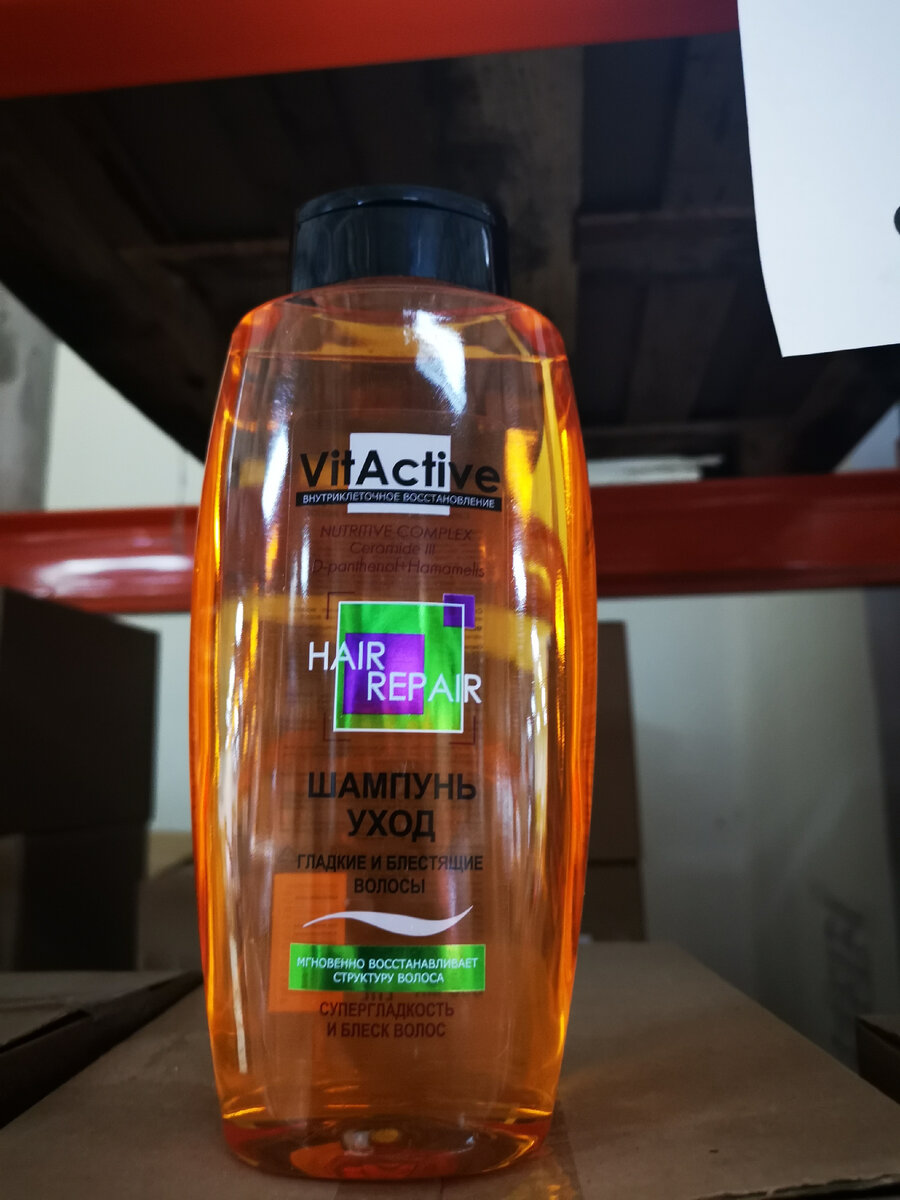 VitActive
ВНУТРИКЛЕТОЧНОЕ ВОССТАНОВЛЕНИЕ
NUTRITIVE COMPLEX
Ceramide III
D-panthenol+Hamamelis
HAIR
REPAIR
ШАМПУНЬ
УХОД
ГЛАДКИЕ И БЛЕСТЯЩИЕ
ВОЛОСЫ
МГНОВЕННО ВОССТАНАВЛИВАЕТ
СТРУКТУРУ ВОЛОСА
СУПЕРГЛАДКОСТЬ
И БЛЕСК ВОЛОС